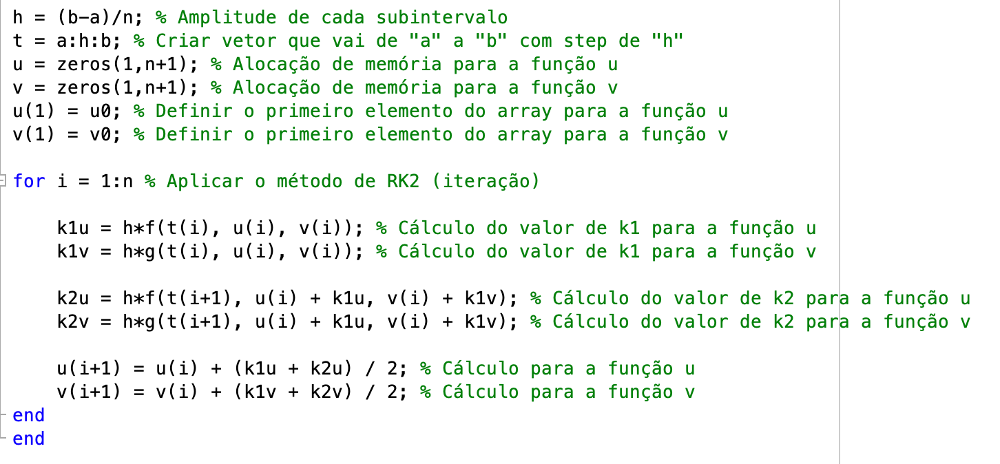 h = (b-a)/n; % Amplitude de cada subintervalo
t = a:h:b; % Criar vetor que vai de "a" a "b" com step de "h"
u = zeros(1,n+1); % Alocação de memória para a função u
v = zeros(1,n+1); % Alocação de memória para a função v
u(1) = u0; % Definir o primeiro elemento do array para a função u
v(1) = v0; % Definir o primeiro elemento do array para a função v
for i = 1:n % Aplicar o método de RK2 (iteração)
k1u = h*f(t(i), u(i), v(i)); % Cálculo do valor de k1 para a função u
k1v = h*g(t(i), u(i), v(i)); % Cálculo do valor de k1 para a função v
k2u = h*f(t(i+1), u(i) + k1u, v(i) + k1v); % Cálculo do valor de k2 para a função u
k2v = h*g(t(i+1), u(i) + k1u, v(i) + k1v); % Cálculo do valor de k2 para a função v
u(i+1) = u(i) + (k1u + k2u) / 2; % Cálculo para a função u
v(i+1) = v(i) + (k1v + k2v) / 2; % Cálculo para a função v
end
end